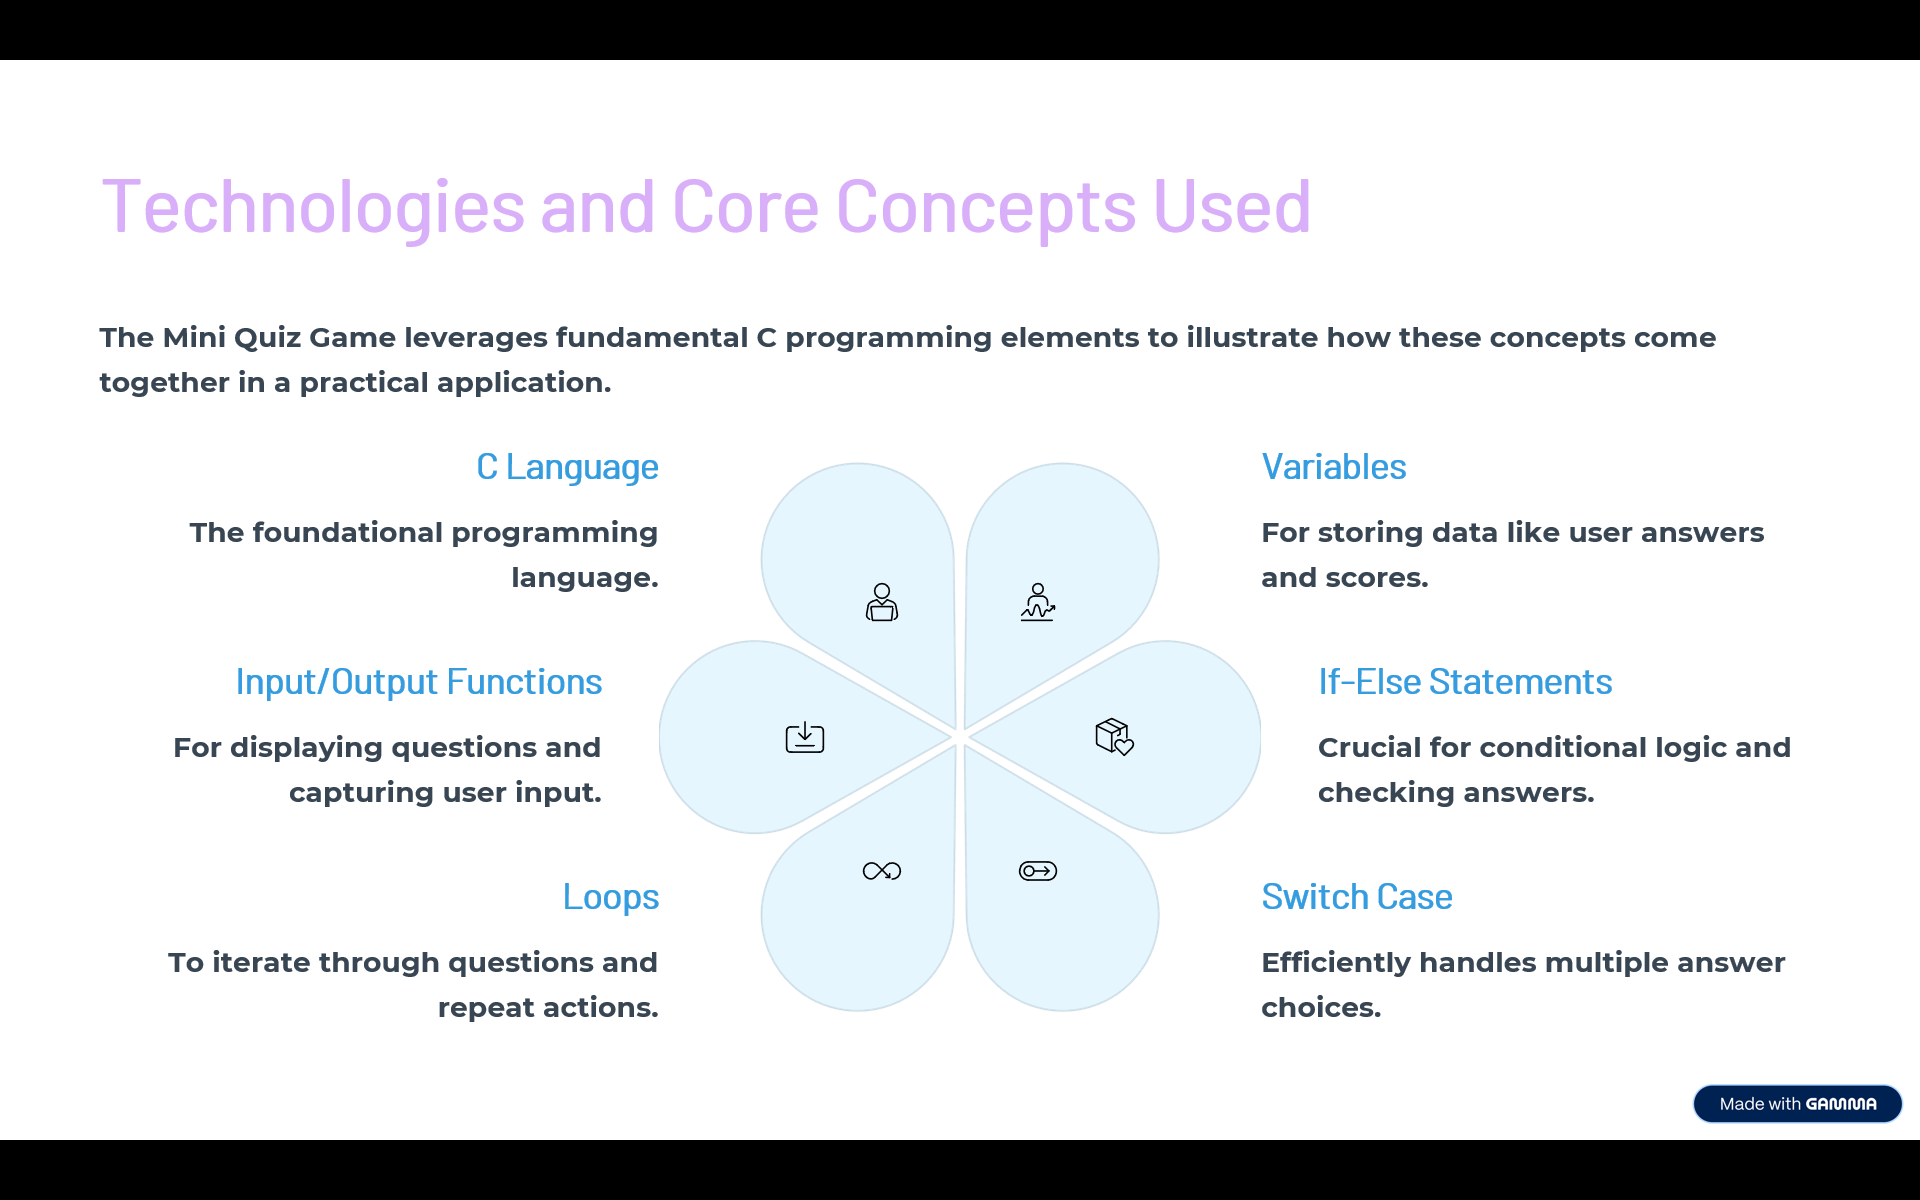 Technologies and Core Concepts Used
The Mini Quiz Game leverages fundamental C programming elements to illustrate how these concepts come
together in a practical application.
C Language
The foundational programming
language.
Variables
For storing data like user answers
and scores.
Input/Output Functions
For displaying questions and
capturing user input.
If-Else Statements
Crucial for conditional logic and
checking answers.
Loops
To iterate through questions and
repeat actions.
Switch Case
Efficiently handles multiple answer
choices.
Made with GAMMA